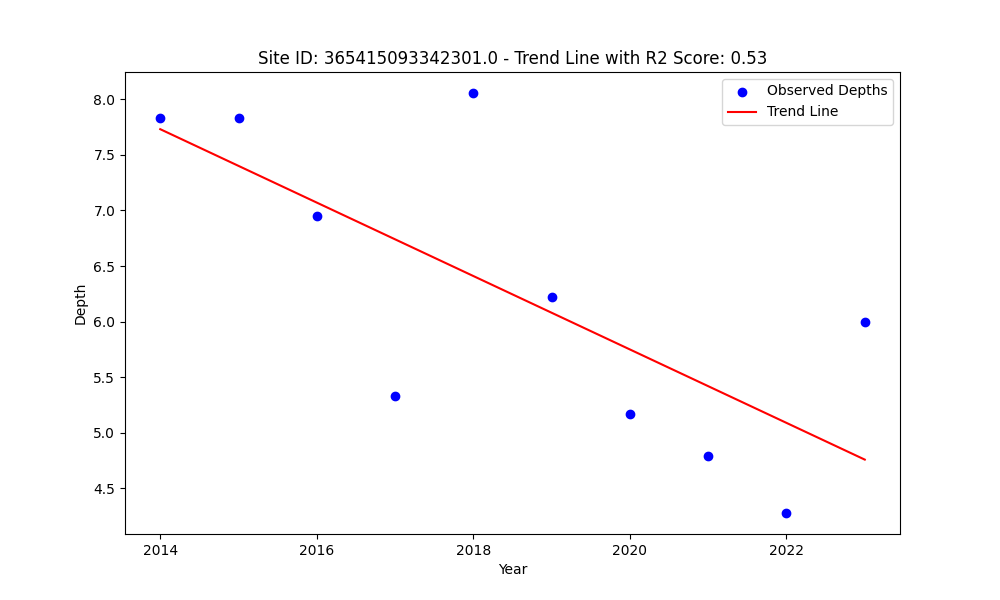 Site ID: 365415093342301.0 - Trend Line with R2 Score: 0.53
Observed Depths
Trend Line
8.0
7.5
7.0
6.5
6.0
5.5
5.0
4.5
Depth
2014
2016
2018
2020
2022
Year